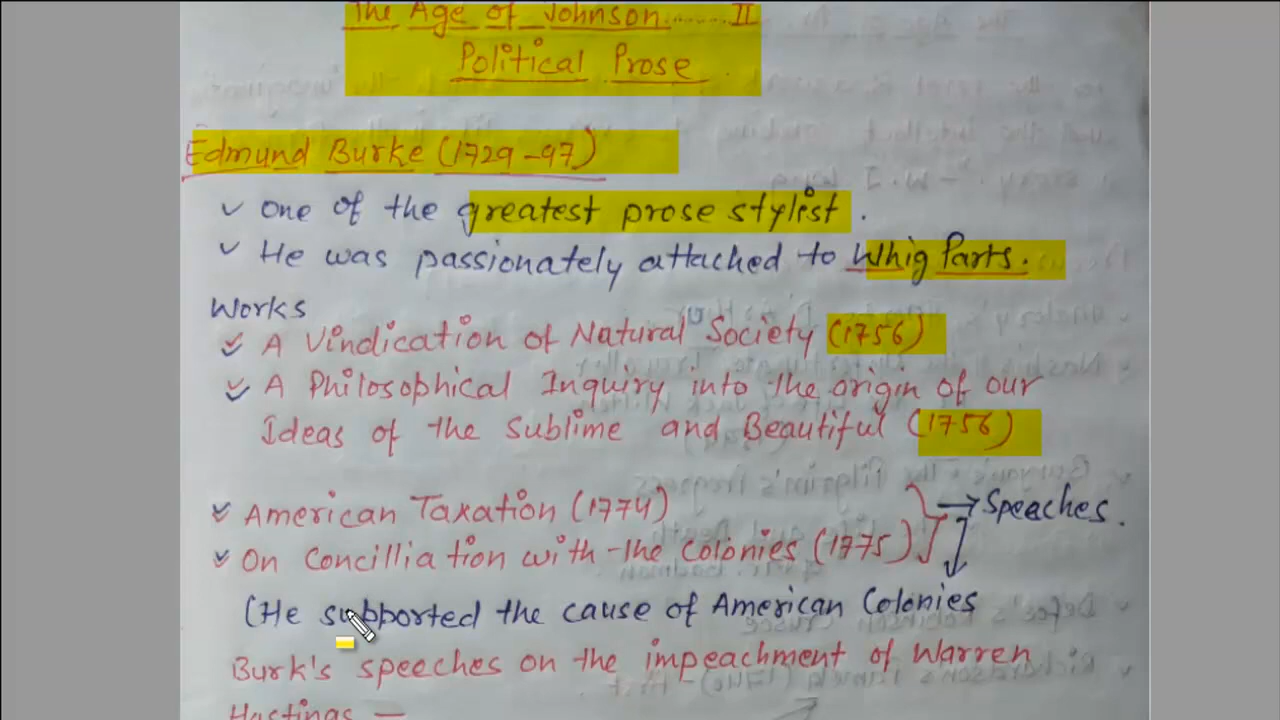 The Age of Johnson........II
Political Prose
Edmund Burke (1729-97)
✓ One of the greatest prose stylist.
✓ He was passionately attached to Whig Parts.
Works
✓ A Vindication of Natural Society (1756)
✓ A Philosophical Inquiry into the origin of our
Ideas of the Sublime and Beautiful (1756)
✓ American Taxation (1774)
→ Speaches.
✓ On Concilliation with the Colonies (1775)
(He supported the cause of American Colonies
Burk's speeches on the impeachment of Warren
Hastings —